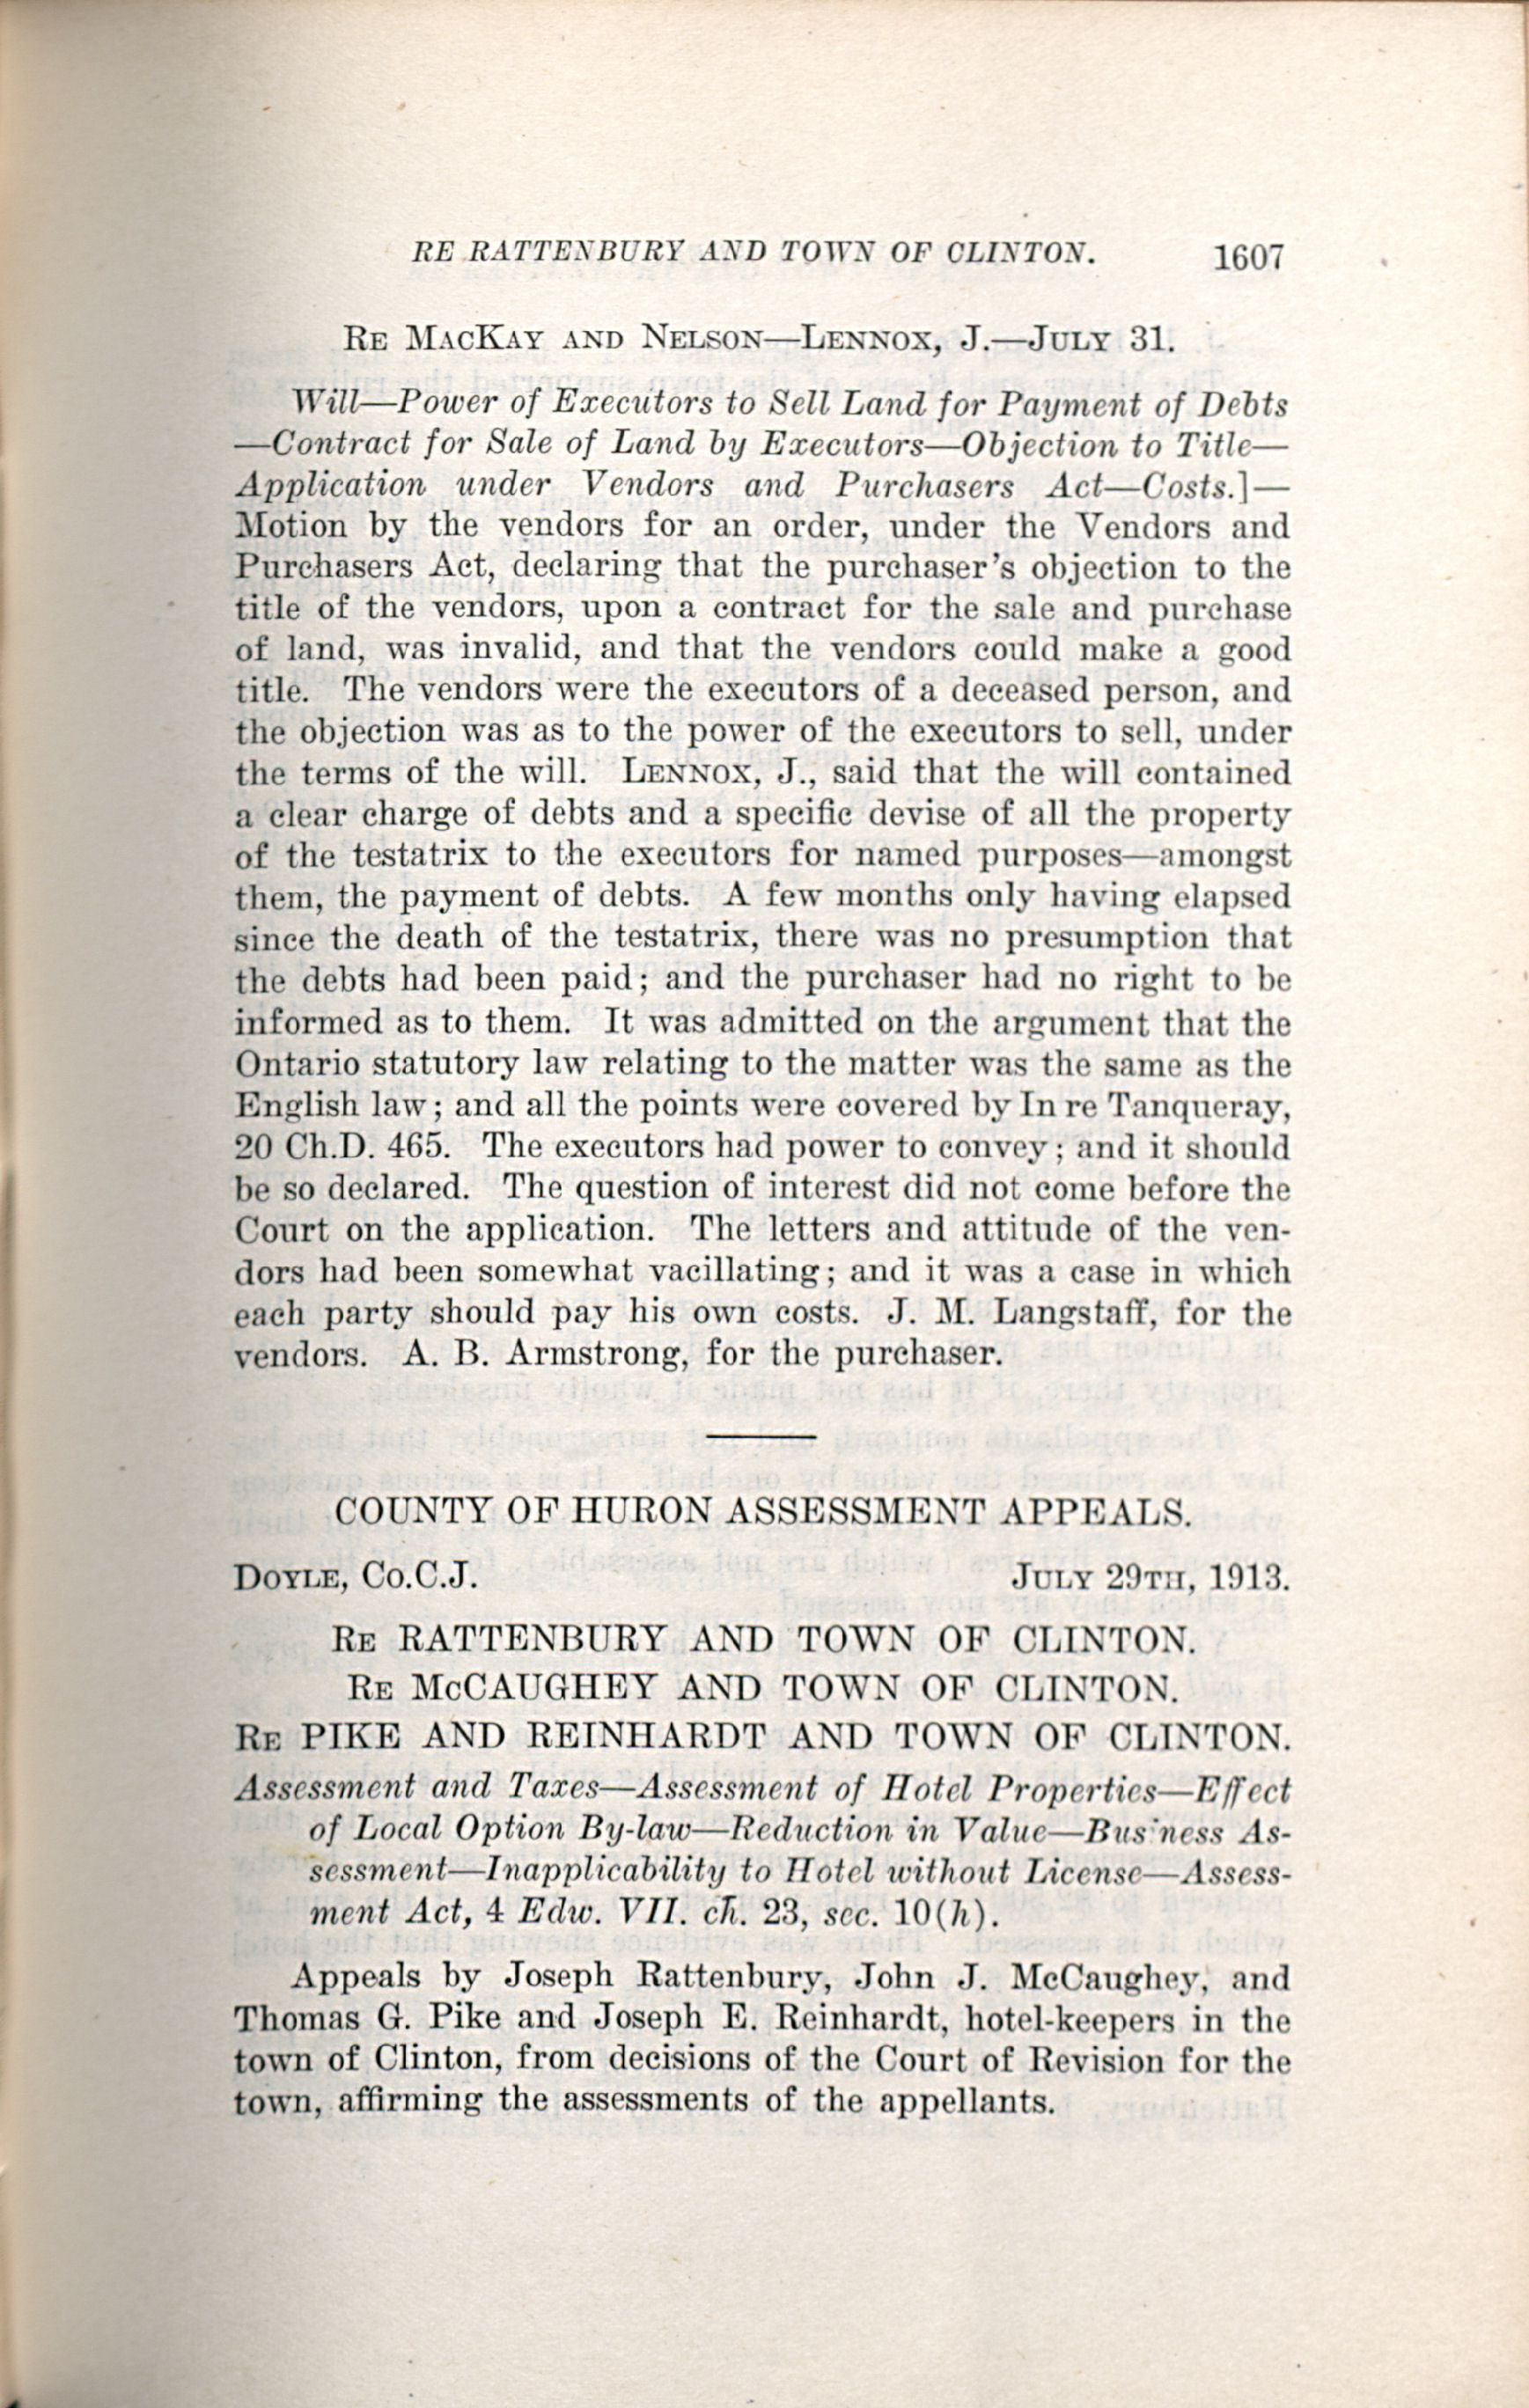 RE RATTENBURY AND TOWN OF CLINTON. 1607
RE MACKAY AND NELSON—LENNOX, J.—JULY 31.
Will—Power of Executors to Sell Land for Payment of Debts
—Contract for Sale of Land by Executors—Objection to Title—
Application under Vendors and Purchasers Act—Costs.]—
Motion by the vendors for an order, under the Vendors and
Purchasers Act, declaring that the purchaser's objection to the
title of the vendors, upon a contract for the sale and purchase
of land, was invalid, and that the vendors could make a good
title. The vendors were the executors of a deceased person, and
the objection was as to the power of the executors to sell, under
the terms of the will. LENNOX, J., said that the will contained
a clear charge of debts and a specific devise of all the property
of the testatrix to the executors for named purposes—amongst
them, the payment of debts. A few months only having elapsed
since the death of the testatrix, there was no presumption that
the debts had been paid; and the purchaser had no right to be
informed as to them. It was admitted on the argument that the
Ontario statutory law relating to the matter was the same as the
English law; and all the points were covered by In re Tanqueray,
20 Ch.D. 465. The executors had power to convey; and it should
be so declared. The question of interest did not come before the
Court on the application. The letters and attitude of the ven-
dors had been somewhat vacillating; and it was a case in which
each party should pay his own costs. J. M. Langstaff, for the
vendors. A. B. Armstrong, for the purchaser.
COUNTY OF HURON ASSESSMENT APPEALS.
DOYLE, CO.C.J. JULY 29TH, 1913.
RE RATTENBURY AND TOWN OF CLINTON.
RE McCAUGHEY AND TOWN OF CLINTON.
RE PIKE AND REINHARDT AND TOWN OF CLINTON.
Assessment and Taxes—Assessment of Hotel Properties—Effect
of Local Option By-law—Reduction in Value—Business As-
sessment—Inapplicability to Hotel without License—Assess-
ment Act, 4 Edw. VII. ch. 23, sec. 10(h).
Appeals by Joseph Rattenbury, John J. McCaughey, and
Thomas G. Pike and Joseph E. Reinhardt, hotel-keepers in the
town of Clinton, from decisions of the Court of Revision for the
town, affirming the assessments of the appellants.